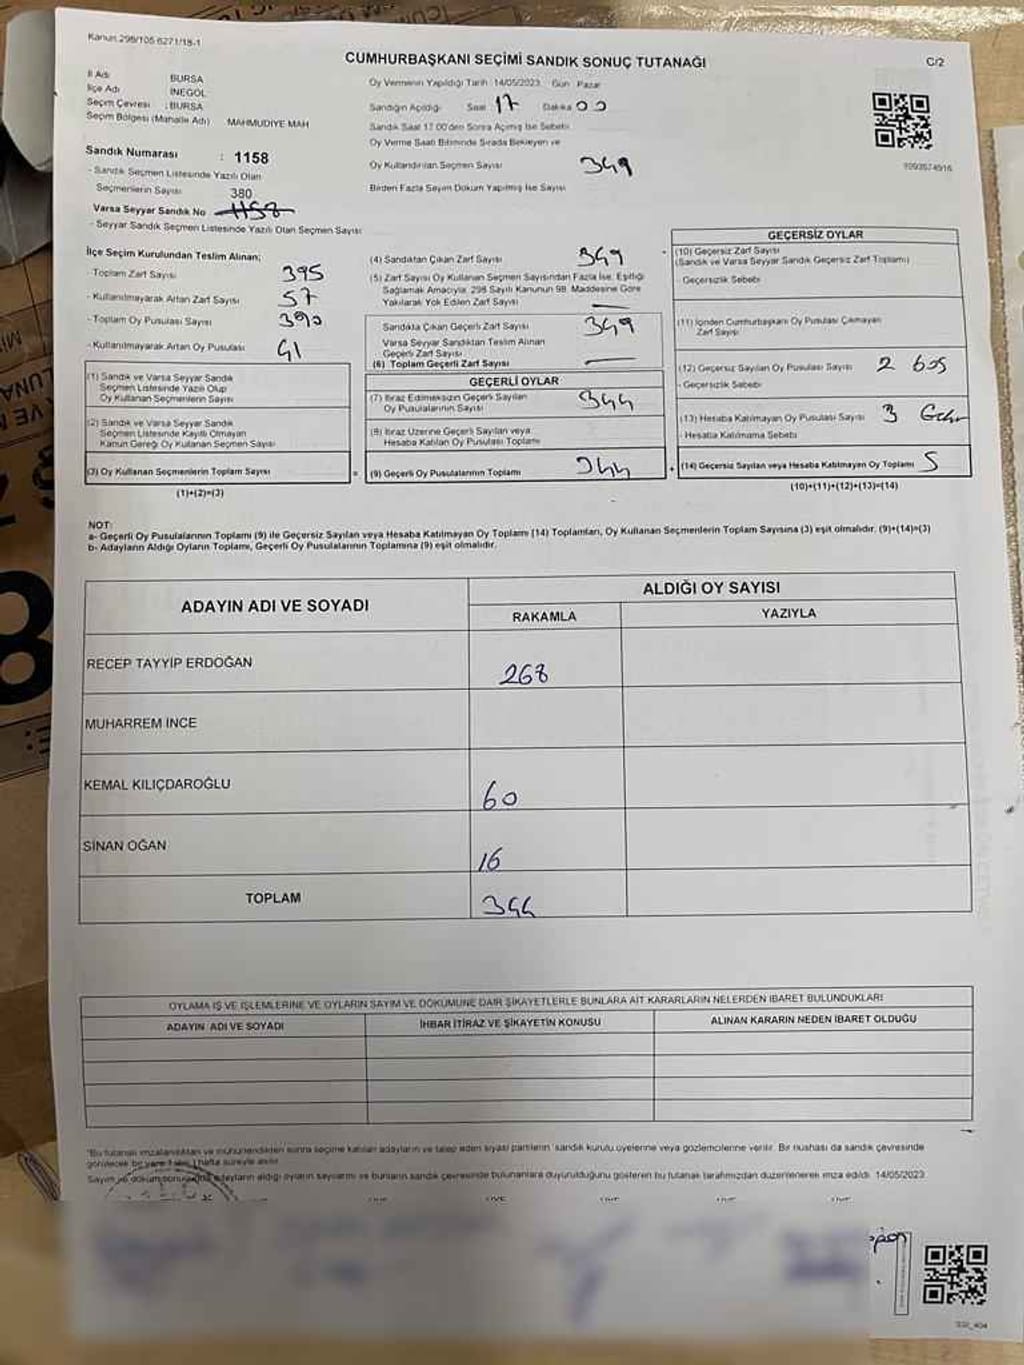 Kanun 298/105 6271/18-1
CUMHURBAŞKANI SEÇİMİ SANDIK SONUÇ TUTANAĞI
C/2
İl Adı BURSA
İlçe Adı İNEGÖL
Seçim Çevresi : BURSA
Seçim Bölgesi (Mahalle Adı) MAHMUDİYE MAH
Sandık Numarası : 1158
- Sandık Seçmen Listesinde Yazılı Olan
Seçmenlerin Sayısı 380
Varsa Seyyar Sandık No 1158
- Seyyar Sandık Seçmen Listesinde Yazılı Olan Seçmen Sayısı
Oy Vermenin Yapıldığı Tarih 14/05/2023 Gün Pazar
Sandığın Açıldığı Saat 17 Dakika 00
Sandık Saat 17.00'den Sonra Açılmış İse Sebebi
Oy Verme Saati Bitiminde Sırada Bekleyen ve
Oy Kullandırılan Seçmen Sayısı 349
Birden Fazla Sayım Döküm Yapılmış İse Sayısı
İlçe Seçim Kurulundan Teslim Alınan;
- Toplam Zarf Sayısı 395
- Kullanılmayarak Artan Zarf Sayısı 57
- Toplam Oy Pusulası Sayısı 390
- Kullanılmayarak Artan Oy Pusulası 41
(1) Sandık ve Varsa Seyyar Sandık
Seçmen Listesinde Yazılı Olup
Oy Kullanan Seçmenlerin Sayısı
(2) Sandık ve Varsa Seyyar Sandık
Seçmen Listesinde Kayıtlı Olmayan
Kanun Gereği Oy Kullanan Seçmen Sayısı
(3) Oy Kullanan Seçmenlerin Toplam Sayısı
(1)+(2)=(3)
(4) Sandıktan Çıkan Zarf Sayısı 349
(5) Zarf Sayısı Oy Kullanan Seçmen Sayısından Fazla İse, Eşitliği
Sağlamak Amacıyla, 298 Sayılı Kanunun 98. Maddesine Göre
Yakılarak Yok Edilen Zarf Sayısı
Sandıkta Çıkan Geçerli Zarf Sayısı 349
Varsa Seyyar Sandıktan Teslim Alınan
Geçerli Zarf Sayısı
(6) Toplam Geçerli Zarf Sayısı
GEÇERLİ OYLAR
(7) İtiraz Edilmeksizin Geçerli Sayılan
Oy Pusulalarının Sayısı 344
(8) İtiraz Üzerine Geçerli Sayılan veya
Hesaba Katılan Oy Pusulası Toplamı
= (9) Geçerli Oy Pusulalarının Toplamı 344
GEÇERSİZ OYLAR
(10) Geçersiz Zarf Sayısı
(Sandık ve Varsa Seyyar Sandık Geçersiz Zarf Toplamı)
- Geçersizlik Sebebi
(11) İçinden Cumhurbaşkanı Oy Pusulası Çıkmayan
Zarf Sayısı
(12) Geçersiz Sayılan Oy Pusulası Sayısı 2
- Geçersizlik Sebebi
(13) Hesaba Katılmayan Oy Pusulası Sayısı 3
- Hesaba Katılmama Sebebi
+ (14) Geçersiz Sayılan veya Hesaba Katılmayan Oy Toplamı 5
(10)+(11)+(12)+(13)=(14)
NOT:
a- Geçerli Oy Pusulalarının Toplamı (9) ile Geçersiz Sayılan veya Hesaba Katılmayan Oy Toplamı (14) Toplamları, Oy Kullanan Seçmenlerin Toplam Sayısına (3) eşit olmalıdır. (9)+(14)=(3)
b- Adayların Aldığı Oyların Toplamı, Geçerli Oy Pusulalarının Toplamına (9) eşit olmalıdır.
ADAYIN ADI VE SOYADI ALDIĞI OY SAYISI
RAKAMLA YAZIYLA
RECEP TAYYİP ERDOĞAN 268
MUHARREM İNCE
KEMAL KILIÇDAROĞLU 60
SİNAN OĞAN 16
TOPLAM 344
OYLAMA İŞ VE İŞLEMLERİNE VE OYLARIN SAYIM VE DÖKÜMÜNE DAİR ŞİKAYETLERLE BUNLARA AİT KARARLARIN NELERDEN İBARET BULUNDUKLARI
ADAYIN ADI VE SOYADI İHBAR İTİRAZ VE ŞİKAYETİN KONUSU ALINAN KARARIN NEDEN İBARET OLDUĞU
*Bu tutanak imzalandıktan ve mühürlendikten sonra seçime katılan adayların ve talep eden siyasi partilerin sandık kurulu üyelerine veya gözlemcilerine verilir. Bir nüshası da sandık çevresinde
görülecek bir yere 1 (bir) hafta süreyle asılır.
Sayım ve döküm sonucunda adayların aldığı oyların sayılarını ve bunların sandık çevresinde bulunanlara duyurulduğunu gösteren bu tutanak tarafımızdan düzenlenerek imza edildi. 14/05/2023